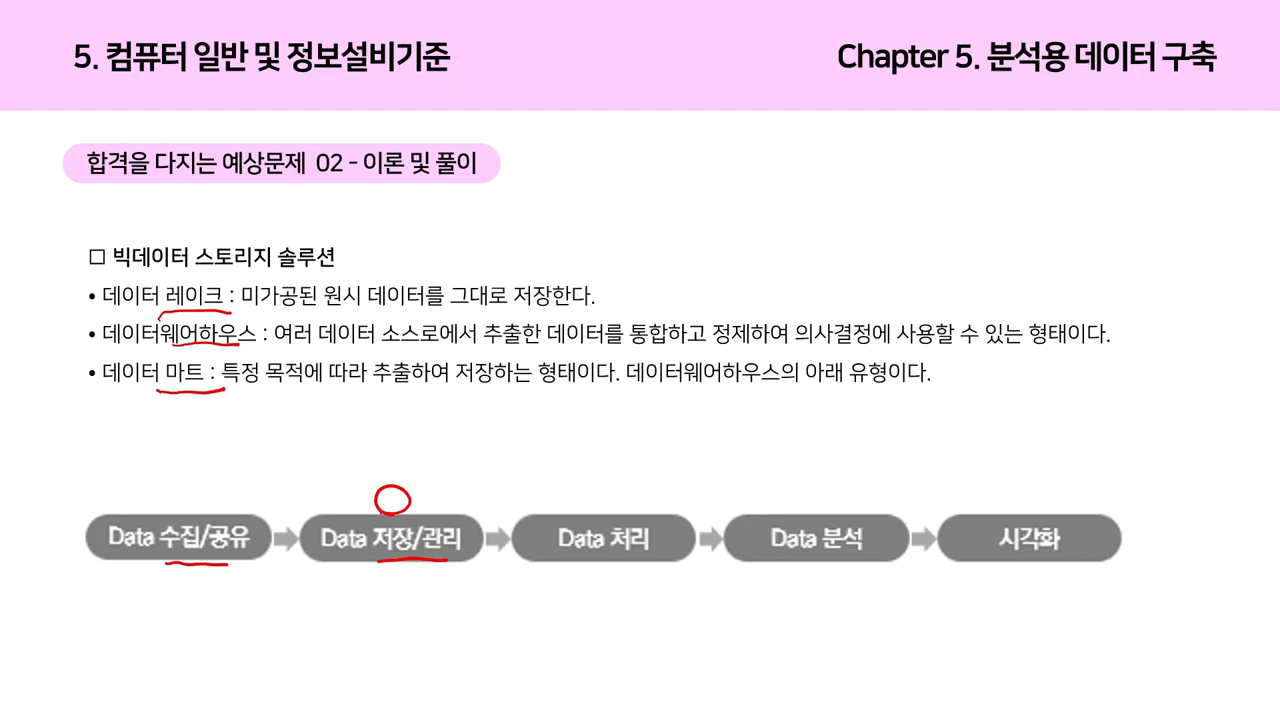 5. 컴퓨터 일반 및 정보설비기준
Chapter 5. 분석용 데이터 구축
합격을 다지는 예상문제 02 - 이론 및 풀이
□ 빅데이터 스토리지 솔루션
• 데이터 레이크 : 미가공된 원시 데이터를 그대로 저장한다.
• 데이터웨어하우스 : 여러 데이터 소스로에서 추출한 데이터를 통합하고 정제하여 의사결정에 사용할 수 있는 형태이다.
• 데이터 마트 : 특정 목적에 따라 추출하여 저장하는 형태이다. 데이터웨어하우스의 아래 유형이다.
Data 수집/공유
Data 저장/관리
Data 처리
Data 분석
시각화